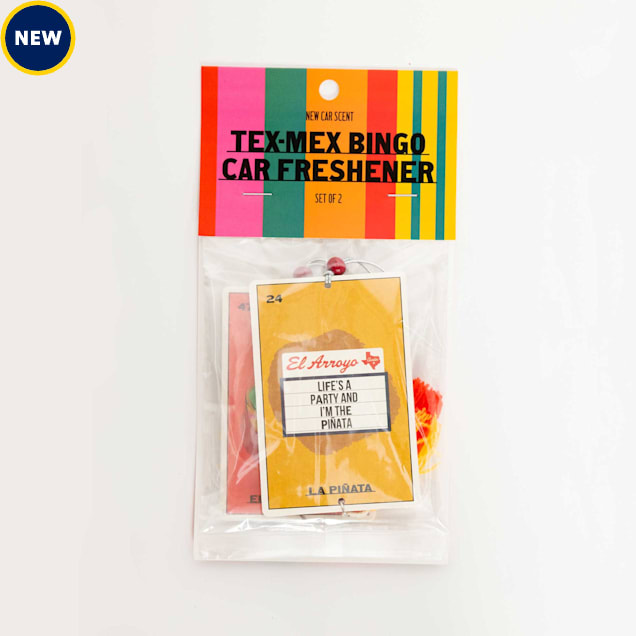 NEW
NEW CAR SCENT
TEX-MEX BINGO
CAR FRESHENER
SET OF 2
24
El Arroyo
LIFE'S A
PARTY AND
I'M THE
PIÑATA
LA PIÑATA